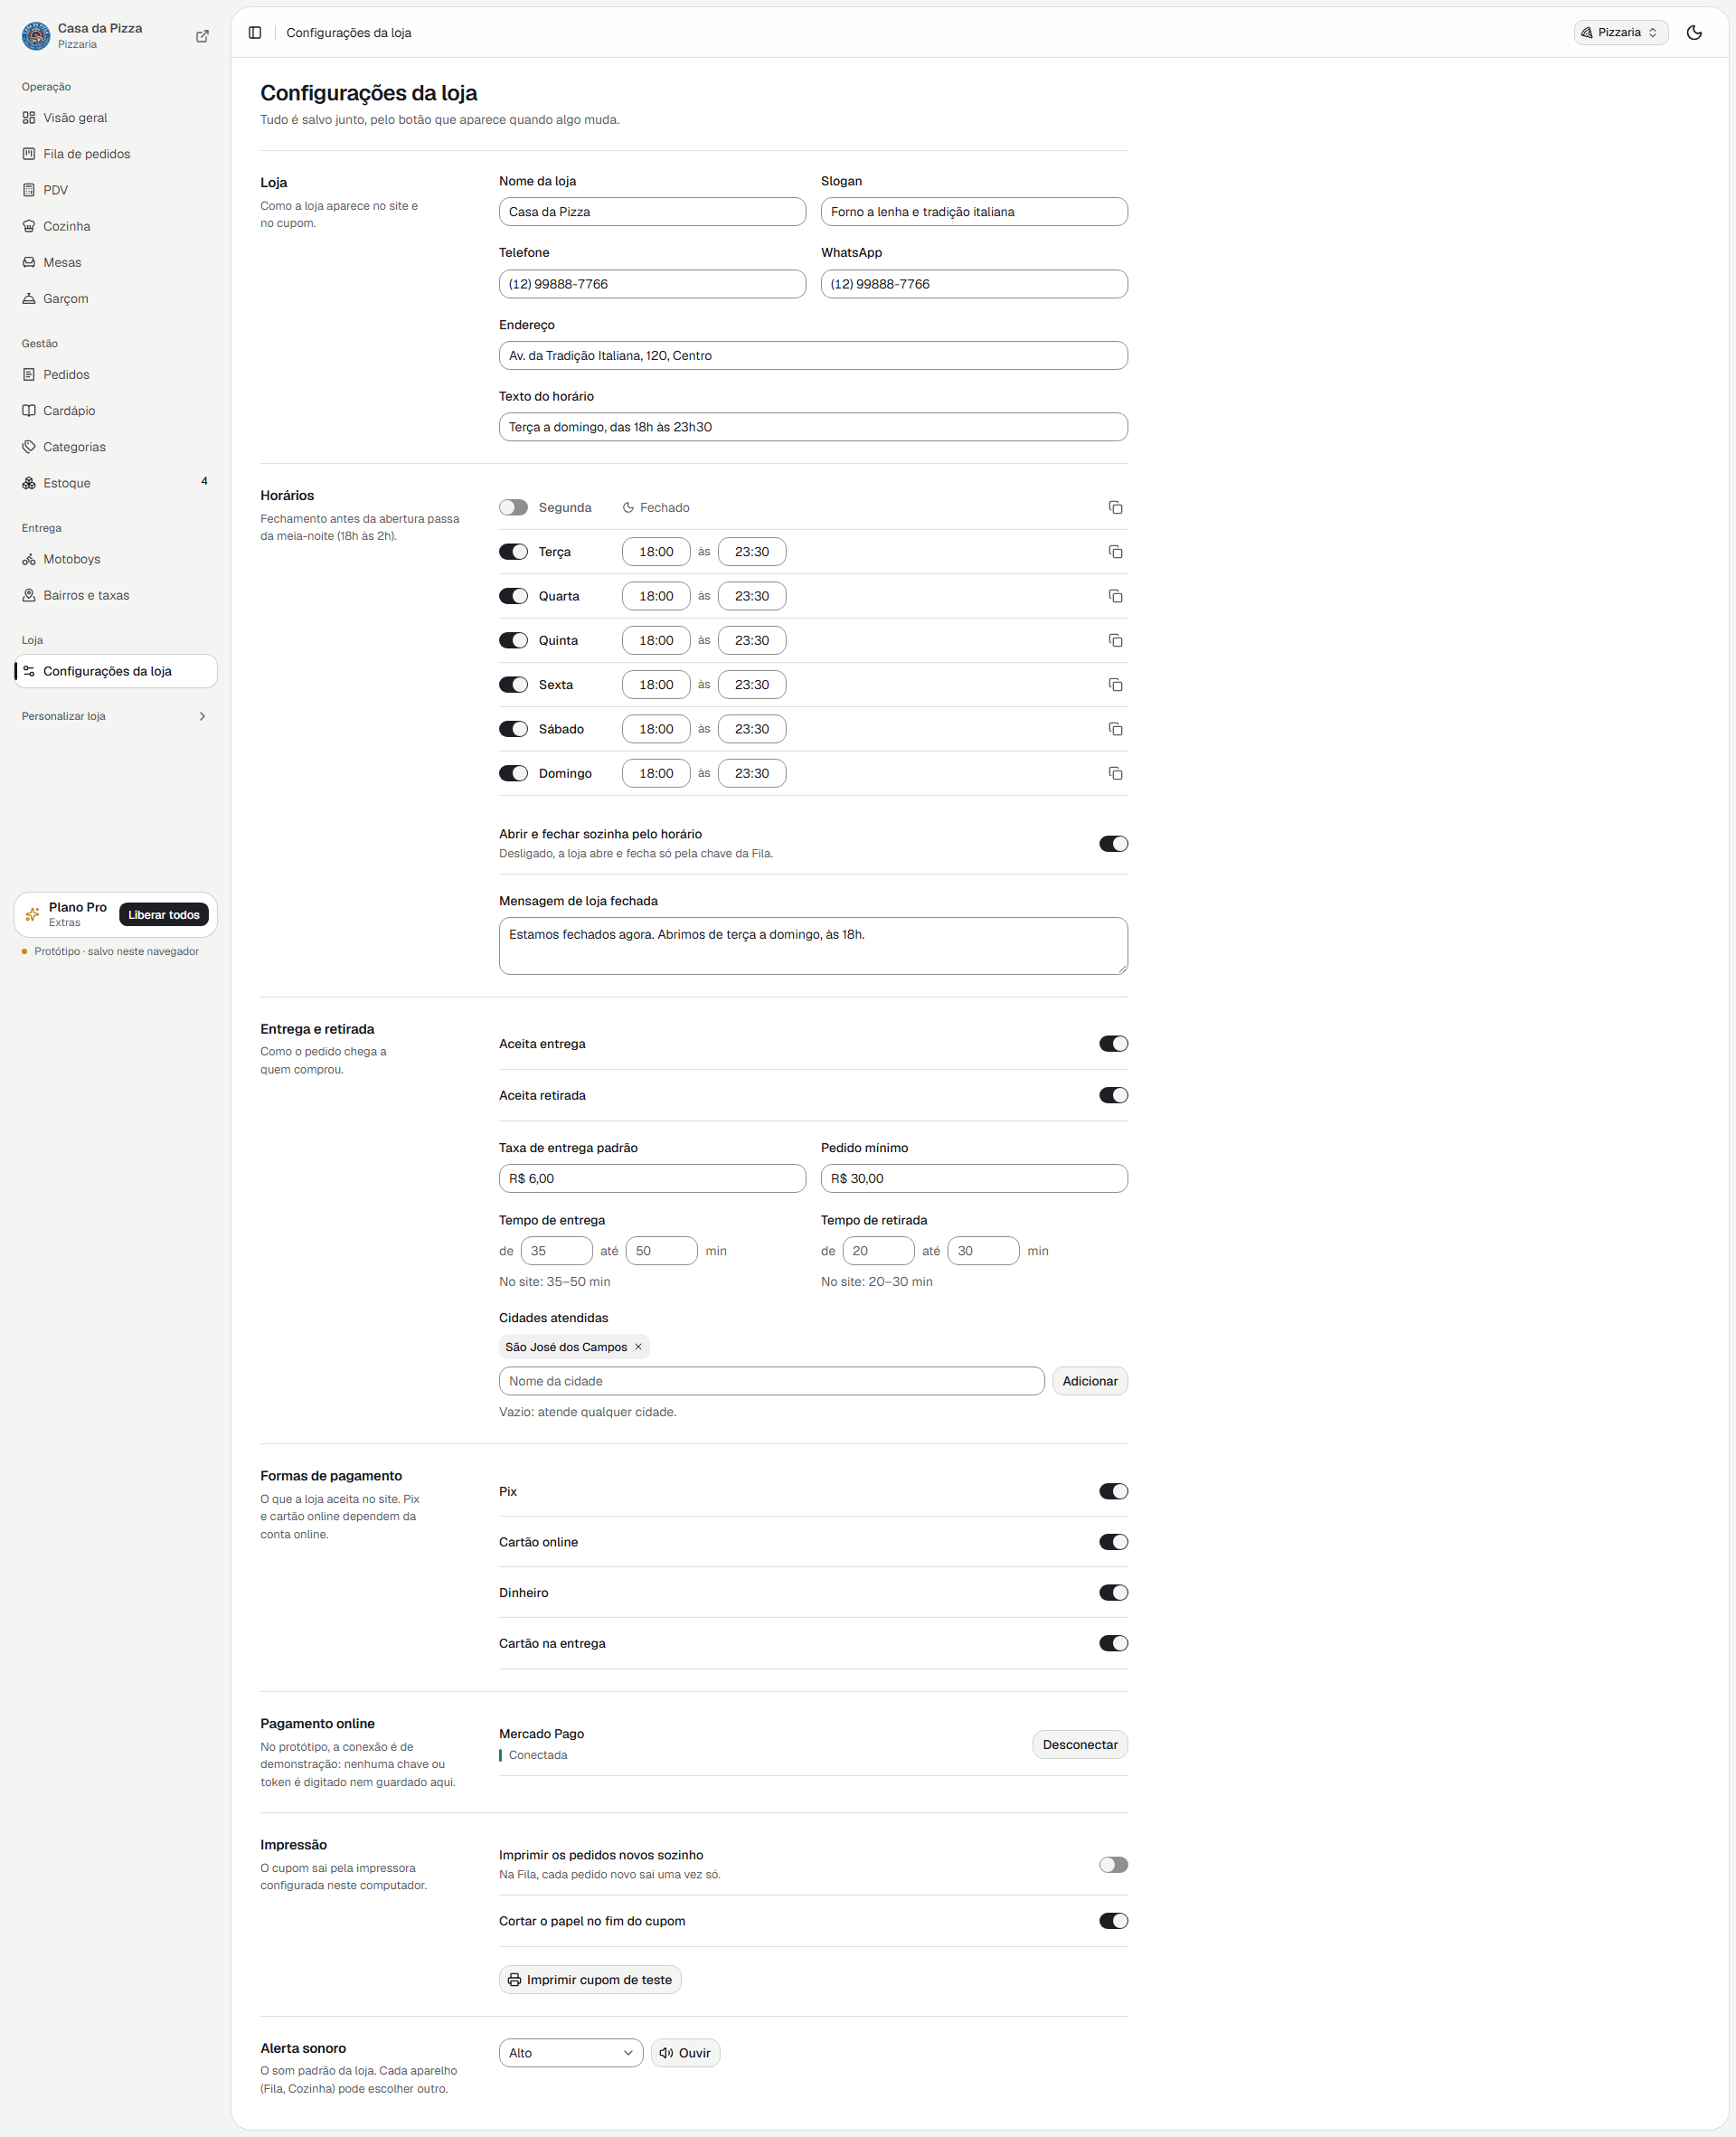 Casa da Pizza
Pizzaria
Operação
Visão geral
Fila de pedidos
PDV
Cozinha
Mesas
Garçom
Gestão
Pedidos
Cardápio
Categorias
Estoque 4
Entrega
Motoboys
Bairros e taxas
Loja
Configurações da loja
Personalizar loja
Plano Pro
Extras
Liberar todos
Protótipo · salvo neste navegador
Configurações da loja
Pizzaria
Configurações da loja
Tudo é salvo junto, pelo botão que aparece quando algo muda.
Loja
Como a loja aparece no site e
no cupom.
Nome da loja Slogan
Casa da Pizza Forno a lenha e tradição italiana
Telefone WhatsApp
(12) 99888-7766 (12) 99888-7766
Endereço
Av. da Tradição Italiana, 120, Centro
Texto do horário
Terça a domingo, das 18h às 23h30
Horários
Fechamento antes da abertura passa
da meia-noite (18h às 2h).
Segunda Fechado
Terça 18:00 às 23:30
Quarta 18:00 às 23:30
Quinta 18:00 às 23:30
Sexta 18:00 às 23:30
Sábado 18:00 às 23:30
Domingo 18:00 às 23:30
Abrir e fechar sozinha pelo horário
Desligado, a loja abre e fecha só pela chave da Fila.
Mensagem de loja fechada
Estamos fechados agora. Abrimos de terça a domingo, às 18h.
Entrega e retirada
Como o pedido chega a
quem comprou.
Aceita entrega
Aceita retirada
Taxa de entrega padrão Pedido mínimo
R$ 6,00 R$ 30,00
Tempo de entrega Tempo de retirada
de 35 até 50 min de 20 até 30 min
No site: 35–50 min No site: 20–30 min
Cidades atendidas
São José dos Campos ×
Nome da cidade Adicionar
Vazio: atende qualquer cidade.
Formas de pagamento
O que a loja aceita no site. Pix
e cartão online dependem da
conta online.
Pix
Cartão online
Dinheiro
Cartão na entrega
Pagamento online
No protótipo, a conexão é de
demonstração: nenhuma chave ou
token é digitado nem guardado aqui.
Mercado Pago
Conectada
Desconectar
Impressão
O cupom sai pela impressora
configurada neste computador.
Imprimir os pedidos novos sozinho
Na Fila, cada pedido novo sai uma vez só.
Cortar o papel no fim do cupom
Imprimir cupom de teste
Alerta sonoro
O som padrão da loja. Cada aparelho
(Fila, Cozinha) pode escolher outro.
Alto Ouvir